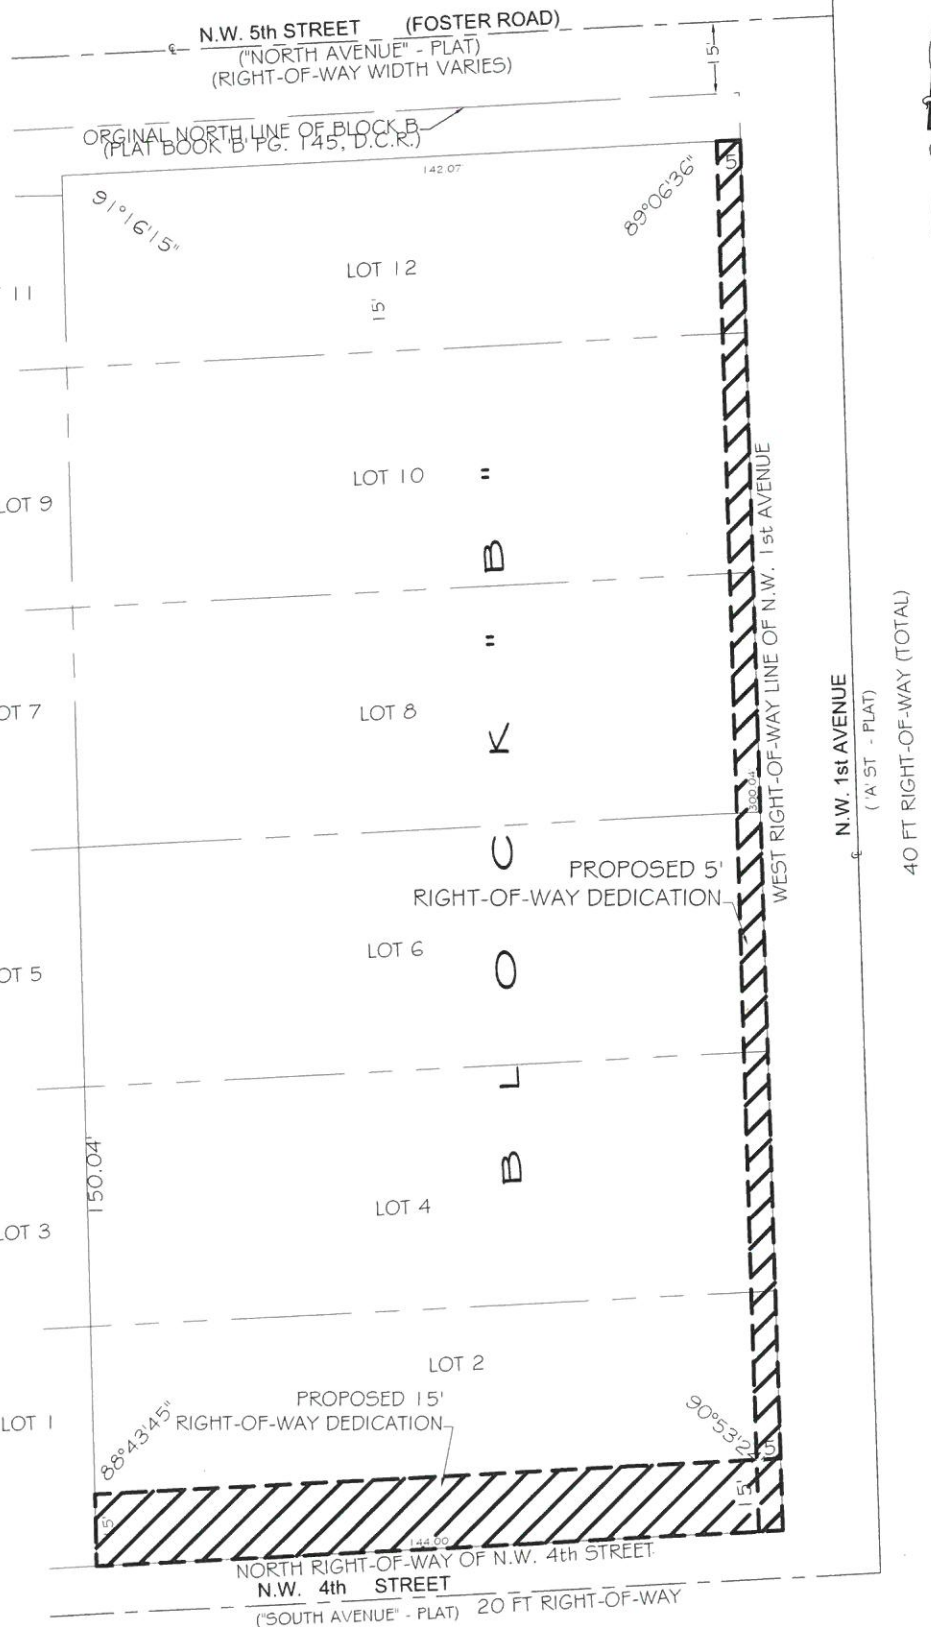 N.W. 5th STREET (FOSTER ROAD)
("NORTH AVENUE" - PLAT)
(RIGHT-OF-WAY WIDTH VARIES)
15'
ORGINAL NORTH LINE OF BLOCK B
(PLAT BOOK 'B' PG. 145, D.C.R.)
142.07
5
91°16'15"
89°06'36"
LOT 12
15'
11
LOT 10
LOT 9
BLOCK "B"
WEST RIGHT-OF-WAY LINE OF N.W. 1st AVENUE
N.W. 1st AVENUE
('A' ST - PLAT)
40 FT RIGHT-OF-WAY (TOTAL)
OT 7
LOT 8
300.04'
PROPOSED 5'
RIGHT-OF-WAY DEDICATION
LOT 6
OT 5
150.04'
LOT 4
LOT 3
LOT 2
LOT 1
PROPOSED 15'
RIGHT-OF-WAY DEDICATION
88°43'45"
90°53'2
5
15'
15'
144.00
NORTH RIGHT-OF-WAY OF N.W. 4th STREET
N.W. 4th STREET
("SOUTH AVENUE" - PLAT) 20 FT RIGHT-OF-WAY